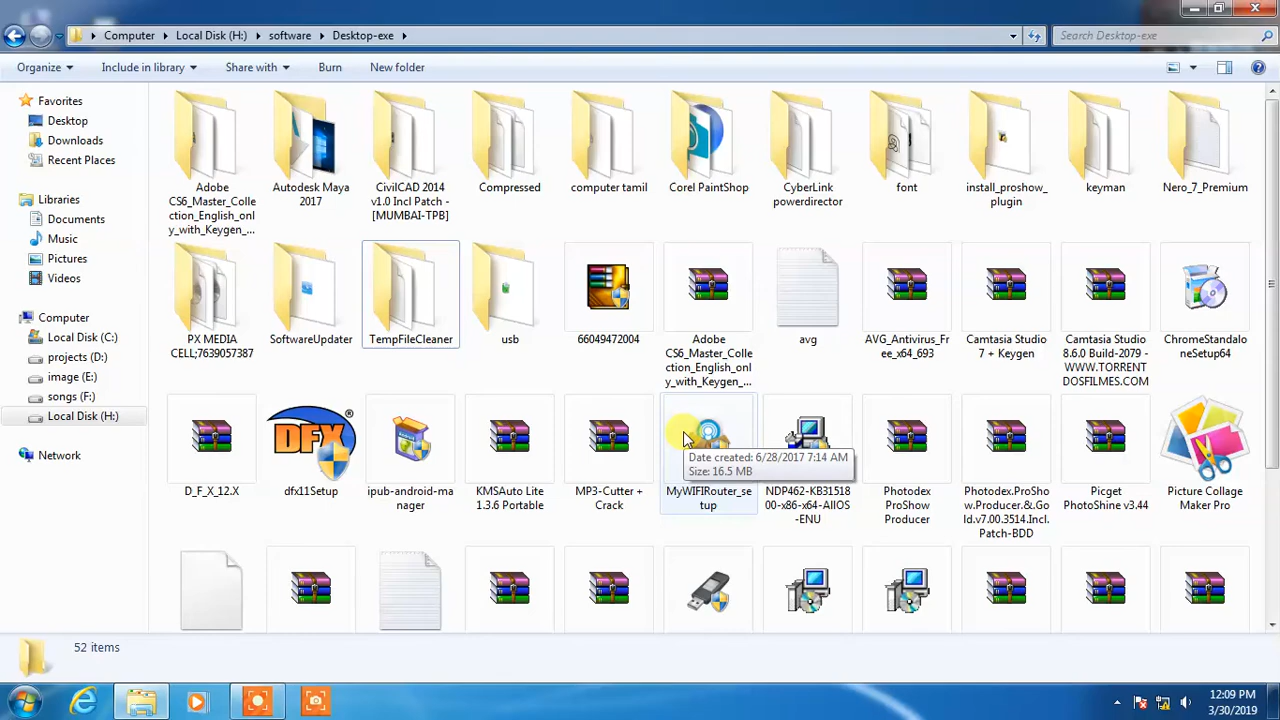 Computer ▸ Local Disk (H:) ▸ software ▸ Desktop-exe ▸
Search Desktop-exe
Organize Include in library Share with Burn New folder
Favorites
Desktop
Downloads
Recent Places
Libraries
Documents
Music
Pictures
Videos
Computer
Local Disk (C:)
projects (D:)
image (E:)
songs (F:)
Local Disk (H:)
Network
Adobe
CS6_Master_Coll
ection_English_onl
y_with_Keygen_...
Autodesk Maya
2017
CivilCAD 2014
v1.0 Incl Patch -
[MUMBAI-TPB]
Compressed
computer tamil
Corel PaintShop
CyberLink
powerdirector
font
install_proshow_
plugin
keyman
Nero_7_Premium
PX MEDIA
CELL;7639057387
SoftwareUpdater
TempFileCleaner
usb
66049472004
Adobe
CS6_Master_Colle
ction_English_onl
y_with_Keygen_...
avg
AVG_Antivirus_Fr
ee_x64_693
Camtasia Studio
7 + Keygen
Camtasia Studio
8.6.0 Build-2079 -
WWW.TORRENT
DOSFILMES.COM
ChromeStandal
oneSetup64
D_F_X_12.X
DFX®
dfx11Setup
ipub-android-ma
nager
KMSAuto Lite
1.3.6 Portable
MP3-Cutter +
Crack
MyWIFIRouter_se
tup
Date created: 6/28/2017 7:14 AM
Size: 16.5 MB
NDP462-KB31518
00-x86-x64-AllOS
-ENU
Photodex
ProShow
Producer
Photodex.ProSho
w.Producer.&.Go
ld.v7.00.3514.Incl.
Patch-BDD
Picget
PhotoShine v3.44
Picture Collage
Maker Pro
52 items
12:09 PM
3/30/2019